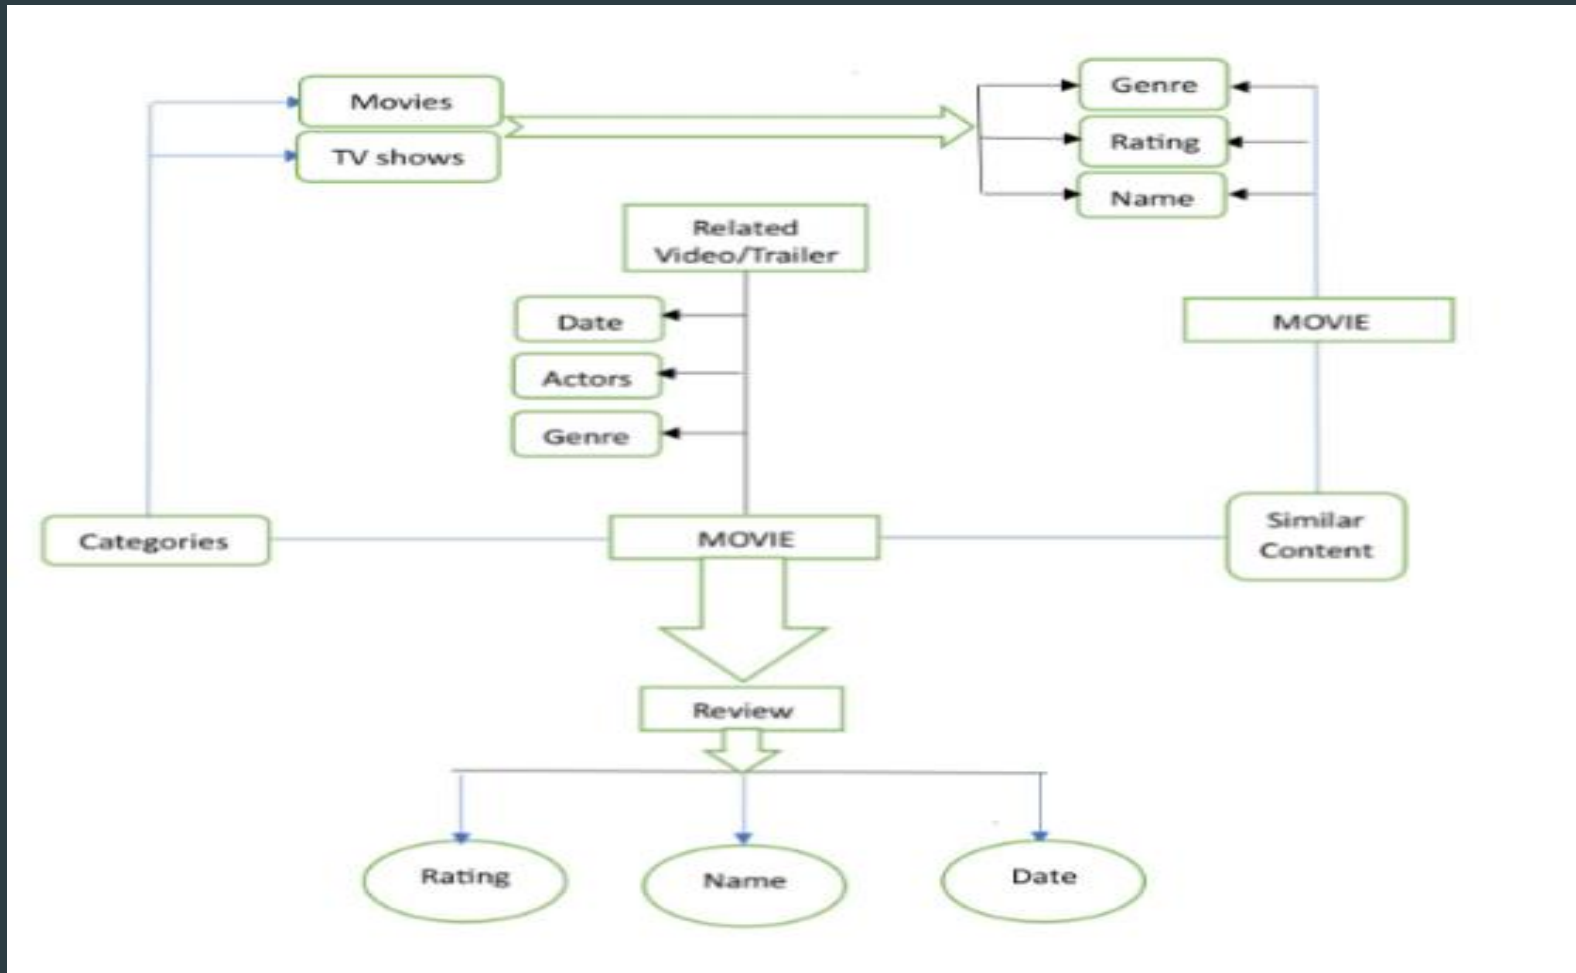 Movies
TV shows
Genre
Rating
Name
Related
Video/Trailer
Date
Actors
Genre
MOVIE
Categories
MOVIE
Similar
Content
Review
Rating
Name
Date